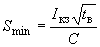 S_min = I_кз √t_в / C